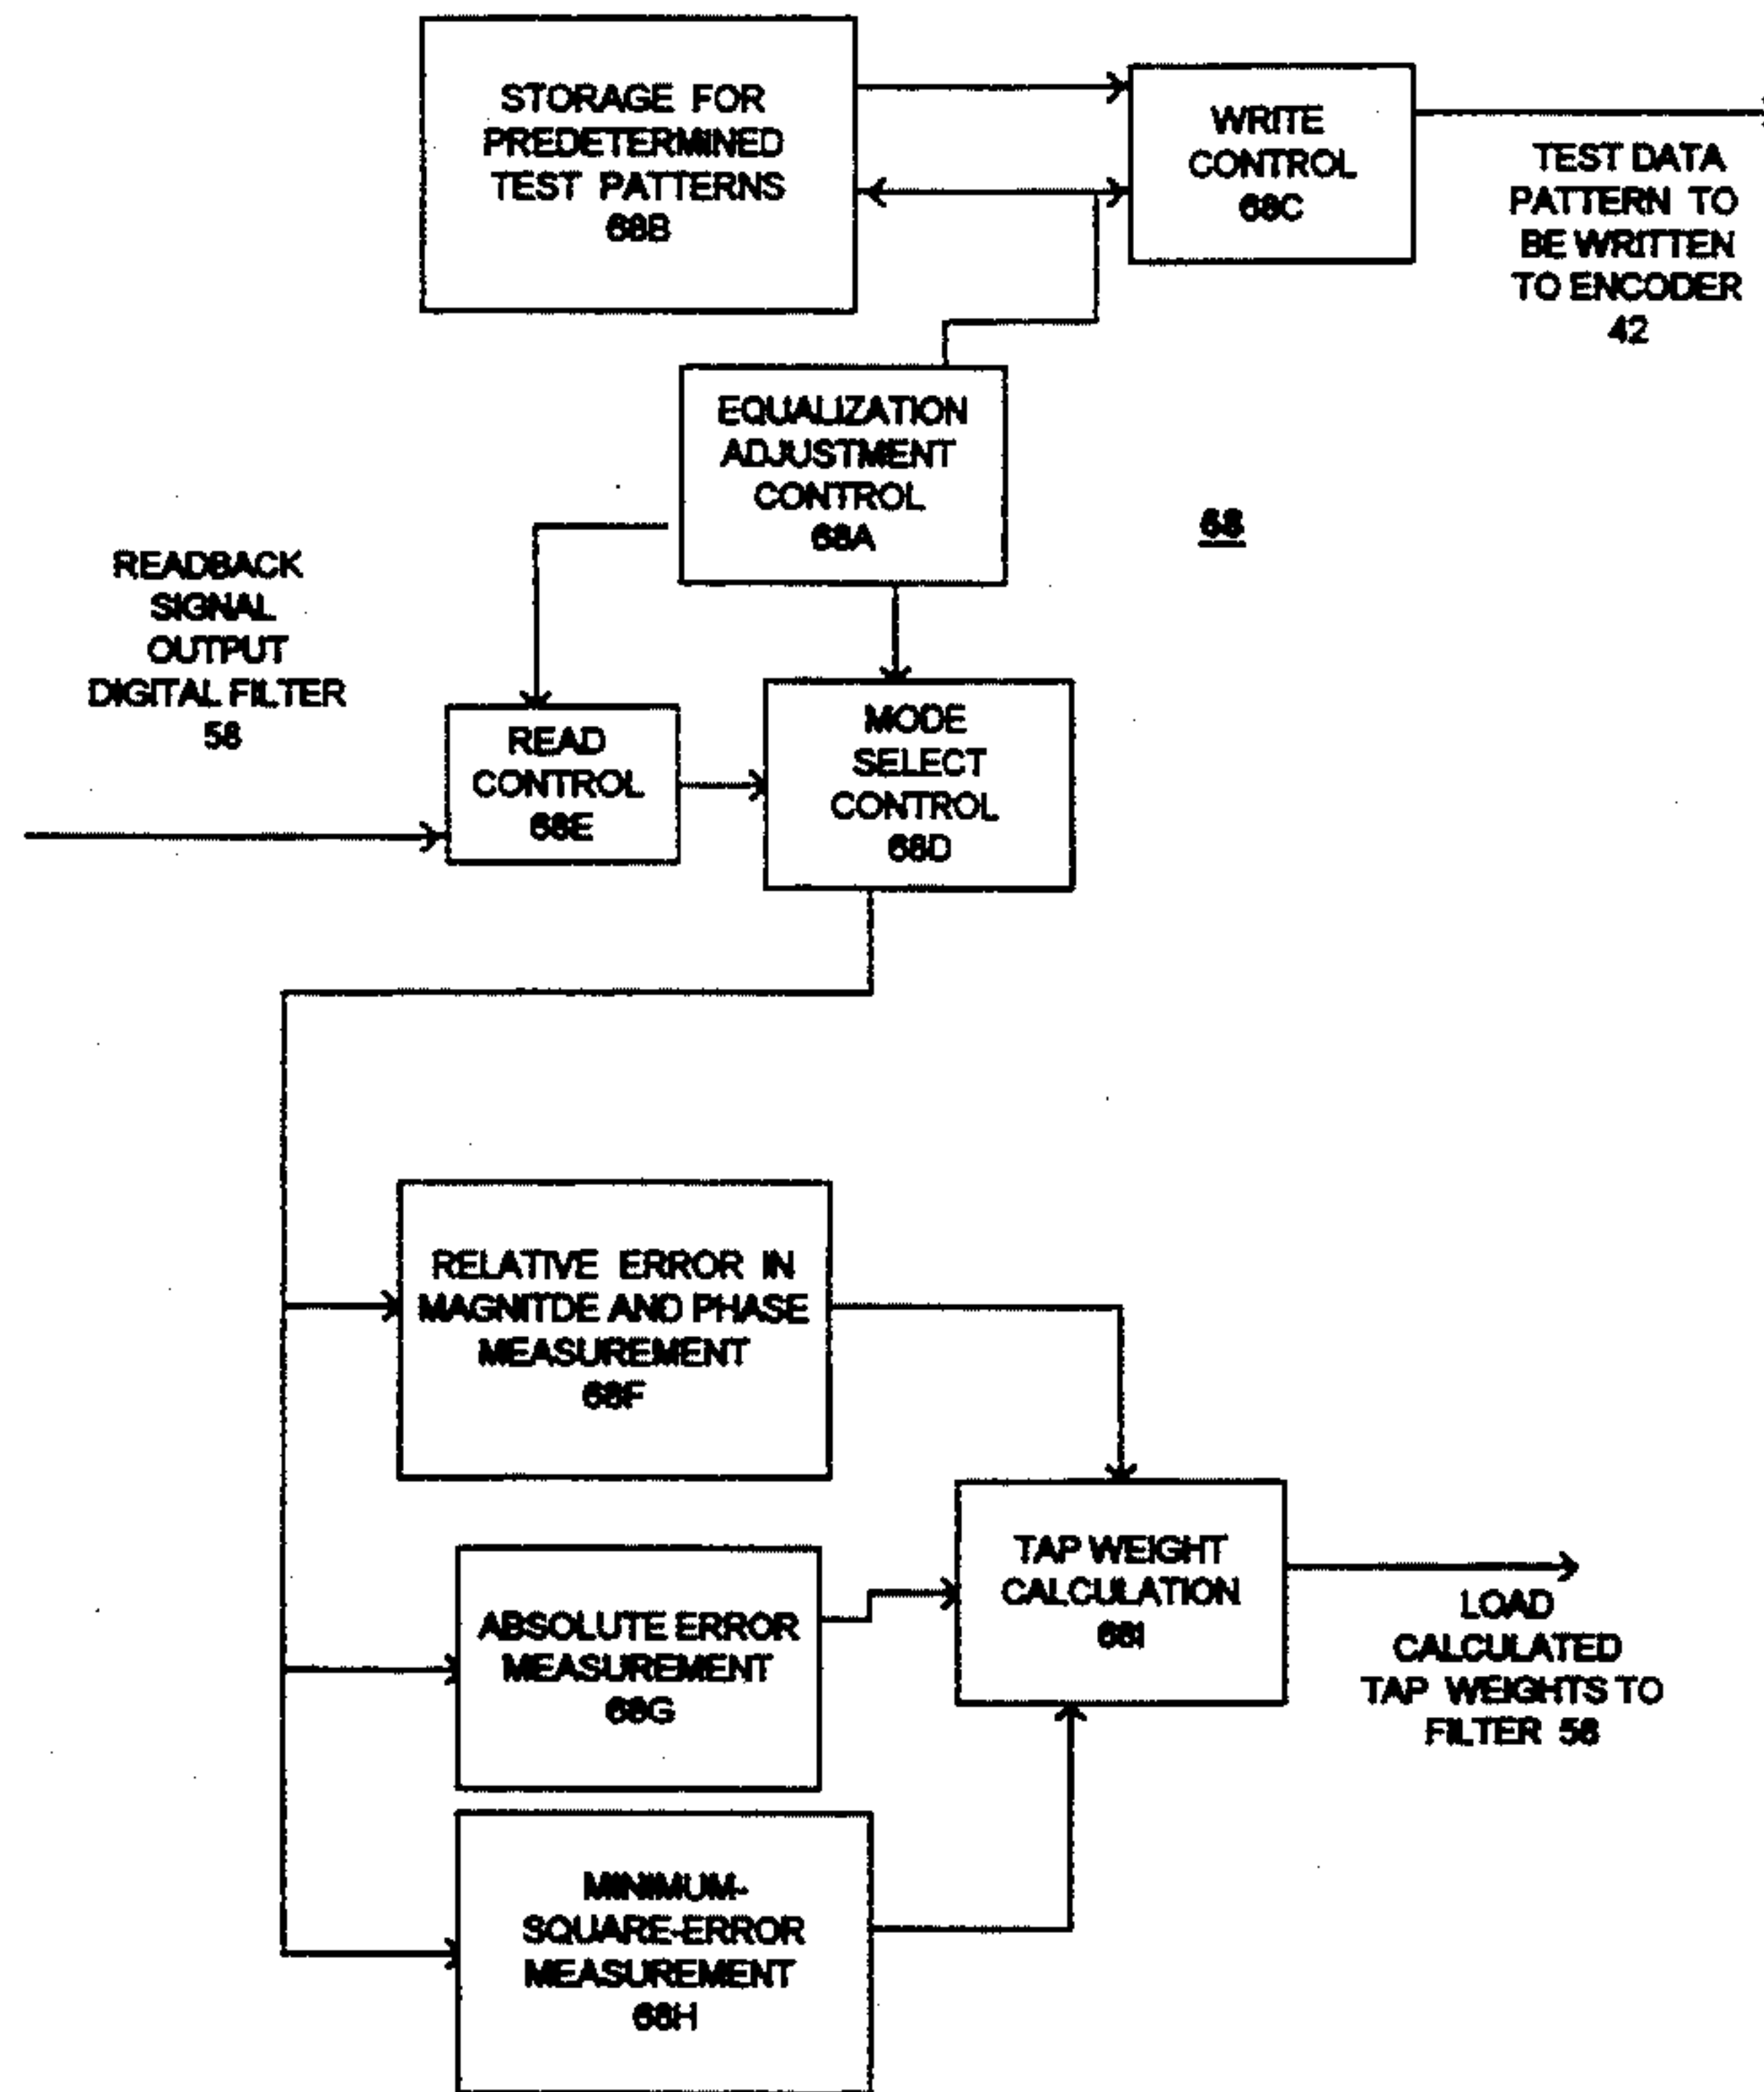 STORAGE FOR
PREDETERMINED
TEST PATTERNS
68B
WRITE
CONTROL
68C
TEST DATA
PATTERN TO
BE WRITTEN
TO ENCODER
42
EQUALIZATION
ADJUSTMENT
CONTROL
68A
68
READBACK
SIGNAL
OUTPUT
DIGITAL FILTER
58
READ
CONTROL
68E
MODE
SELECT
CONTROL
68D
RELATIVE ERROR IN
MAGNITDE AND PHASE
MEASUREMENT
68F
ABSOLUTE ERROR
MEASUREMENT
68G
TAP WEIGHT
CALCULATION
68I
LOAD
CALCULATED
TAP WEIGHTS TO
FILTER 58
MINIMUM-
SQUARE-ERROR
MEASUREMENT
68H